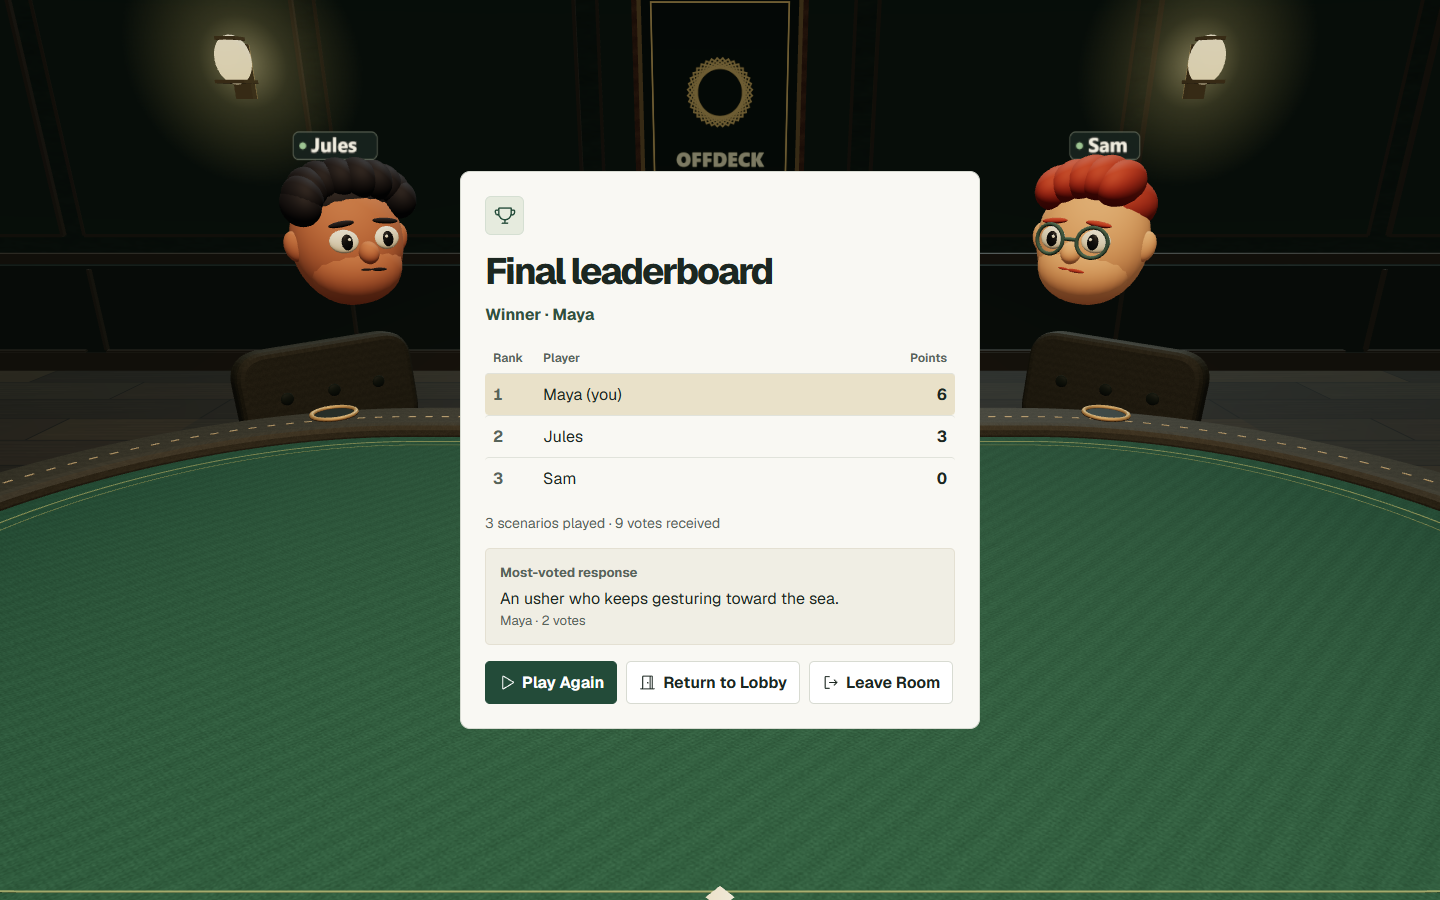 Jules
Sam
OFFDECK
Final leaderboard
Winner · Maya
Rank Player Points
1 Maya (you) 6
2 Jules 3
3 Sam 0
3 scenarios played · 9 votes received
Most-voted response
An usher who keeps gesturing toward the sea.
Maya · 2 votes
Play Again Return to Lobby Leave Room